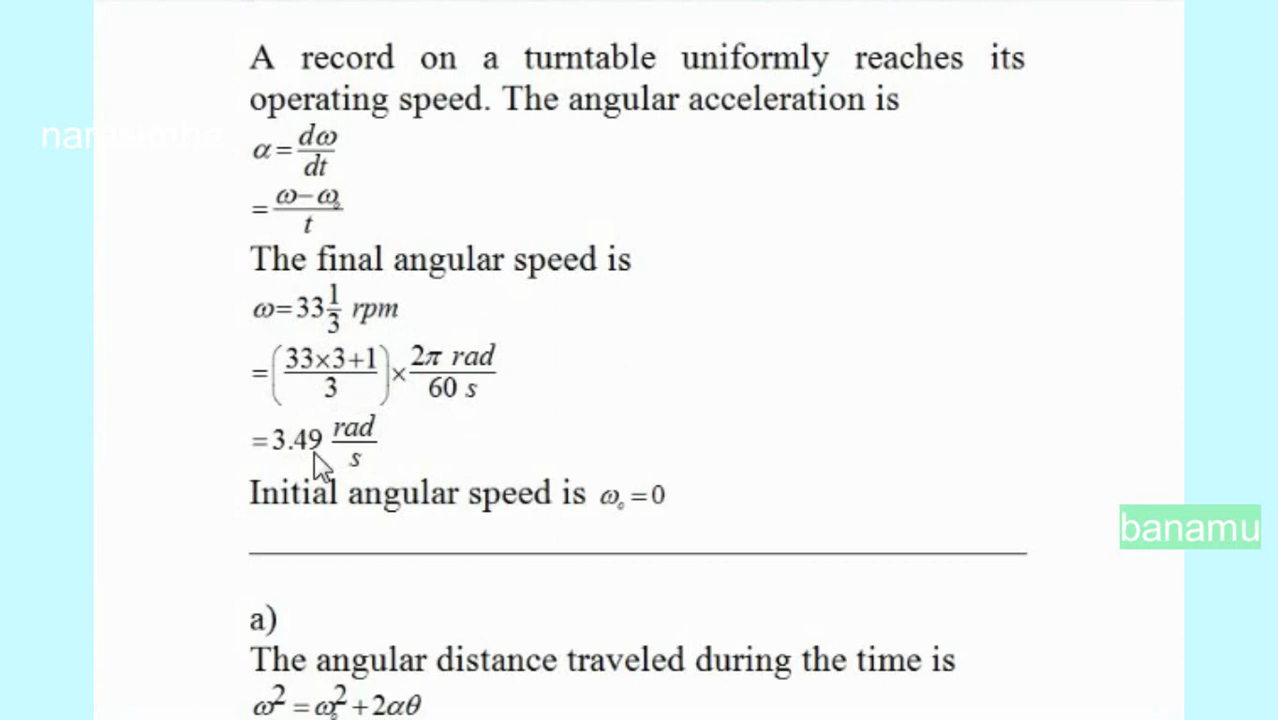 A record on a turntable uniformly reaches its
operating speed. The angular acceleration is
α = dω/dt
= ω−ω₀/t
The final angular speed is
ω=33 1/3 rpm
= (33×3+1/3) × 2π rad/60 s
=3.49 rad/s
Initial angular speed is ω₀ =0
banamu
a)
The angular distance traveled during the time is
ω² = ω₀² +2αθ